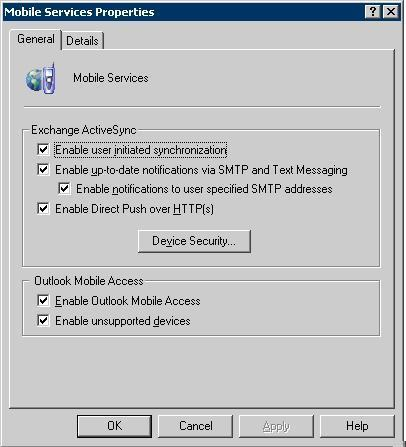 Mobile Services Properties
General Details
Mobile Services
Exchange ActiveSync
Enable user initiated synchronization
Enable up-to-date notifications via SMTP and Text Messaging
Enable notifications to user specified SMTP addresses
Enable Direct Push over HTTP(s)
Device Security...
Outlook Mobile Access
Enable Outlook Mobile Access
Enable unsupported devices
OK Cancel Apply Help